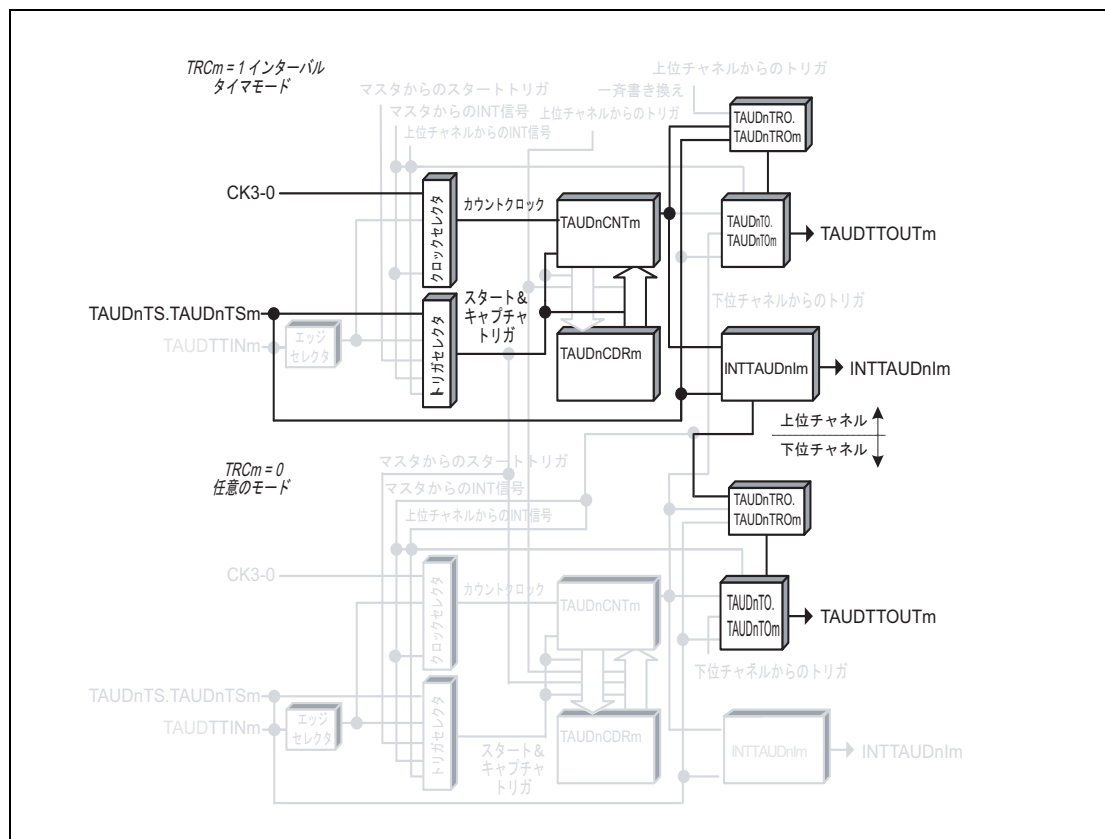 TRCm = 1 インターバル
タイマモード
上位チャネルからのトリガ
マスタからのスタートトリガ
一斉書き換え
マスタからのINT信号
上位チャネルからのトリガ
上位チャネルからのINT信号
TAUDnTRO.
TAUDnTROm
CK3-0
クロックセレクタ
カウントクロック
TAUDnCNTm
TAUDnTO.
TAUDnTOm
TAUDTTOUTm
TAUDnTS.TAUDnTSm
TAUDTTINm
エッジ
セレクタ
トリガセレクタ
スタート&
キャプチャ
トリガ
下位チャネルからのトリガ
TAUDnCDRm
INTTAUDnIm
INTTAUDnIm
上位チャネル
下位チャネル
TRCm = 0
任意のモード
マスタからのスタートトリガ
マスタからのINT信号
上位チャネルからのINT信号
TAUDnTRO.
TAUDnTROm
CK3-0
クロックセレクタ
カウントクロック
TAUDnCNTm
TAUDnTO.
TAUDnTOm
TAUDTTOUTm
下位チャネルからのトリガ
TAUDnTS.TAUDnTSm
TAUDTTINm
エッジ
セレクタ
トリガセレクタ
スタート&
キャプチャ
トリガ
TAUDnCDRm
INTTAUDnIm
INTTAUDnIm